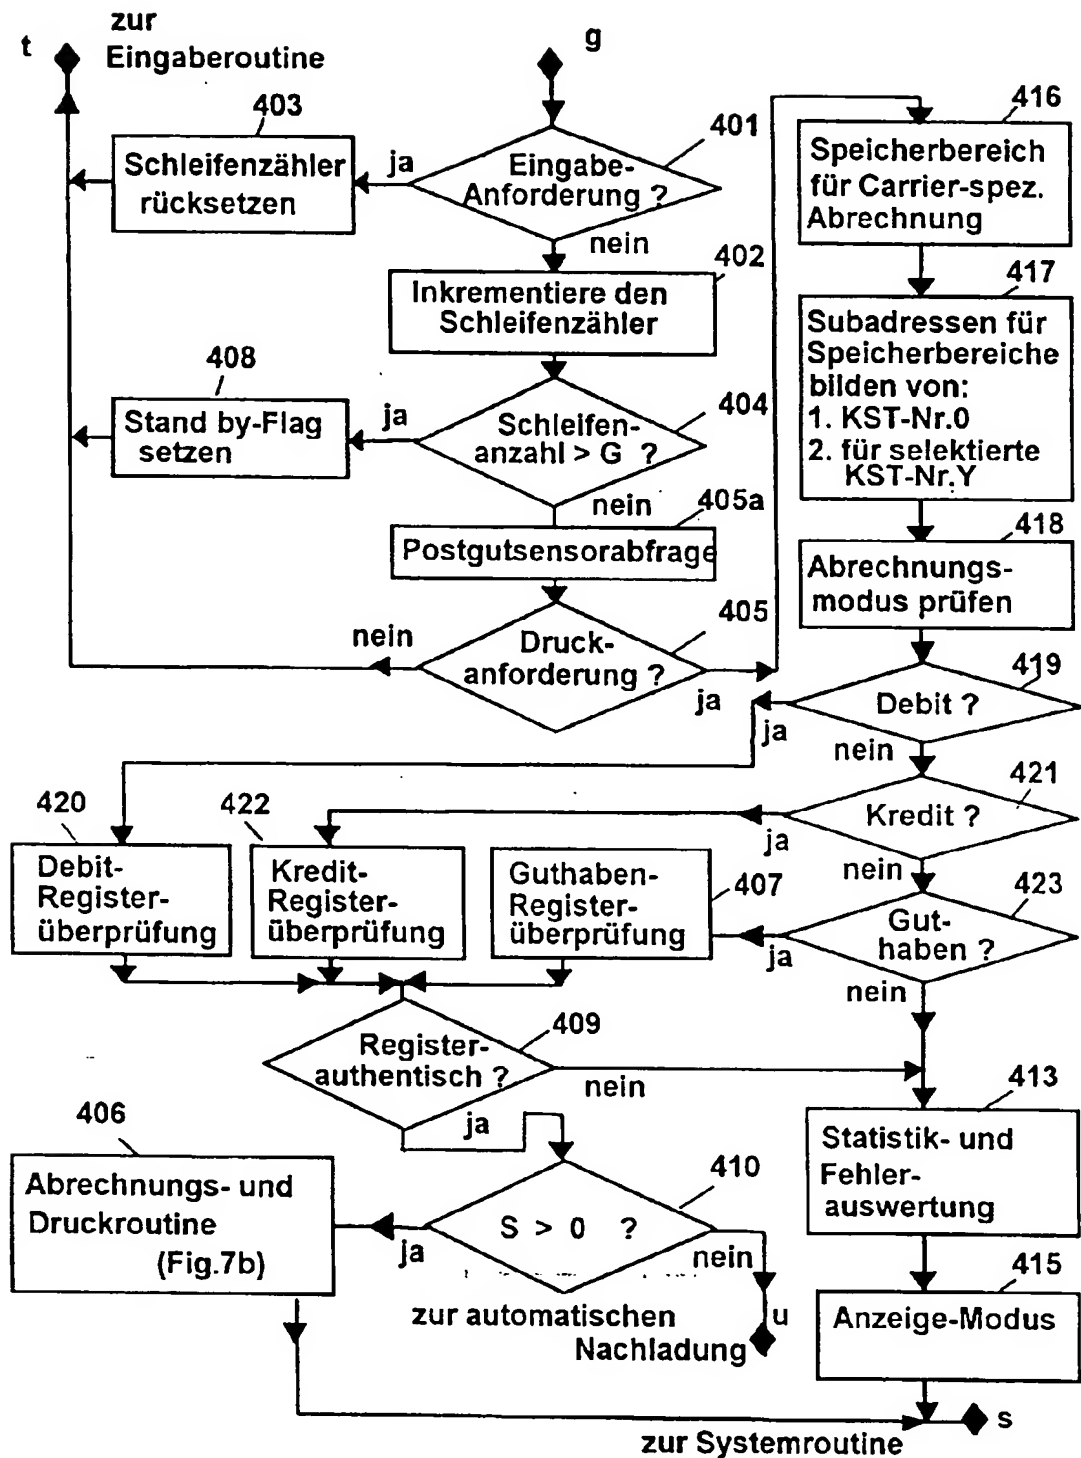 zur
t
Eingaberoutine
g
403
Schleifenzähler
rücksetzen
ja
401
Eingabe-
Anforderung ?
nein
402
Inkrementiere den
Schleifenzähler
408
Stand by-Flag
setzen
ja
404
Schleifen-
anzahl > G ?
nein
405a
Postgutsensorabfrage
405
nein
Druck-
anforderung ?
ja
416
Speicherbereich
für Carrier-spez.
Abrechnung
417
Subadressen für
Speicherbereiche
bilden von:
1. KST-Nr.0
2. für selektierte
KST-Nr.Y
418
Abrechnungs-
modus prüfen
419
Debit ?
ja
nein
421
Kredit ?
ja
nein
423
Gut-
haben ?
ja
nein
420
Debit-
Register-
überprüfung
422
Kredit-
Register-
überprüfung
407
Guthaben-
Register-
überprüfung
409
Register-
authentisch ?
nein
ja
413
Statistik- und
Fehler-
auswertung
406
Abrechnungs- und
Druckroutine
(Fig.7b)
410
S > 0 ?
ja
nein
415
Anzeige-Modus
zur automatischen
Nachladung
u
s
zur Systemroutine